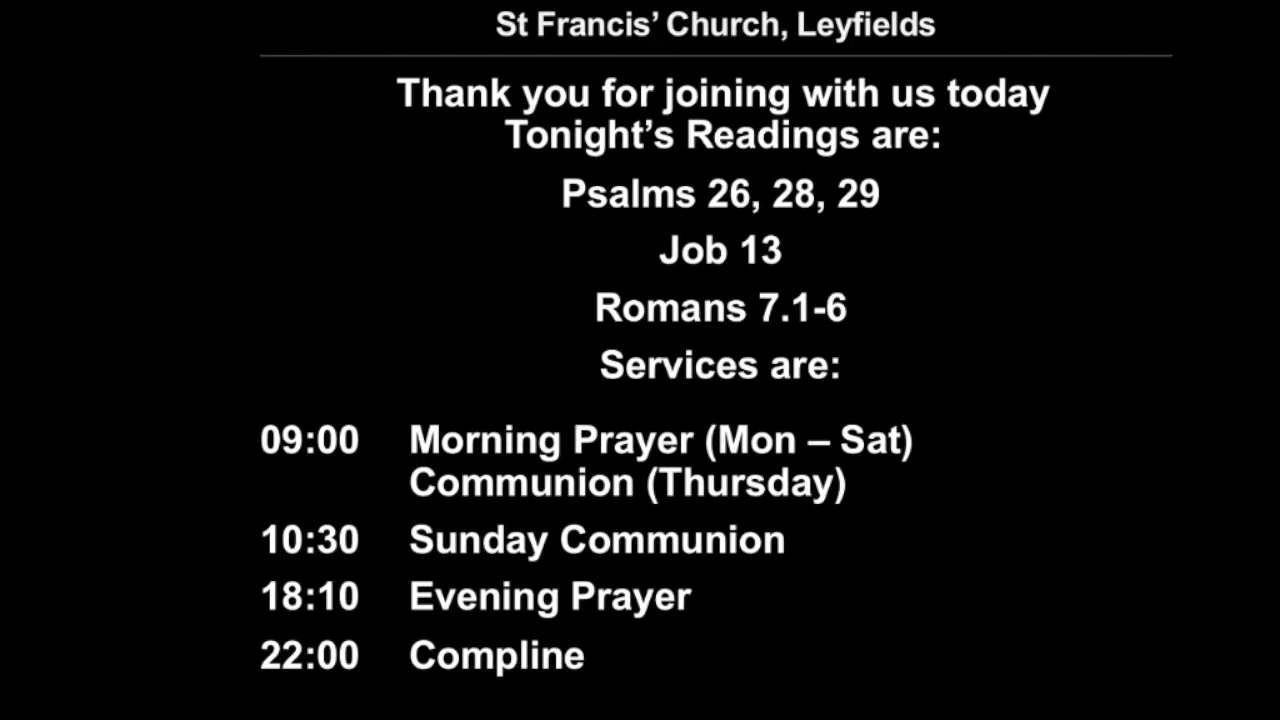 St Francis’ Church, Leyfields
Thank you for joining with us today
Tonight’s Readings are:
Psalms 26, 28, 29
Job 13
Romans 7.1-6
Services are:
09:00 Morning Prayer (Mon – Sat)
Communion (Thursday)
10:30 Sunday Communion
18:10 Evening Prayer
22:00 Compline